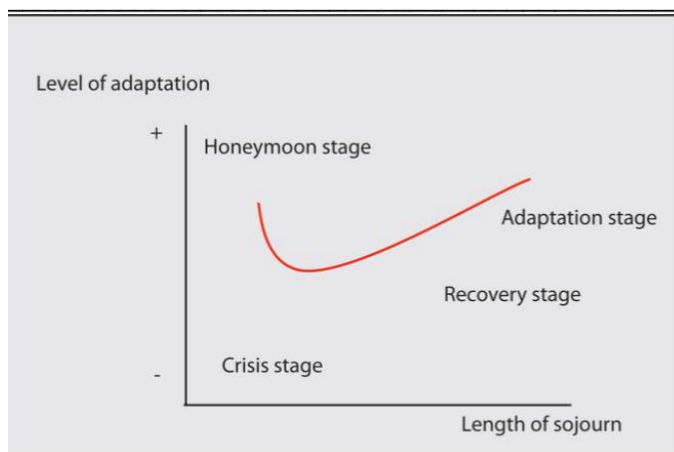 Level of adaptation
+
Honeymoon stage
Adaptation stage
Recovery stage
Crisis stage
-
Length of sojourn